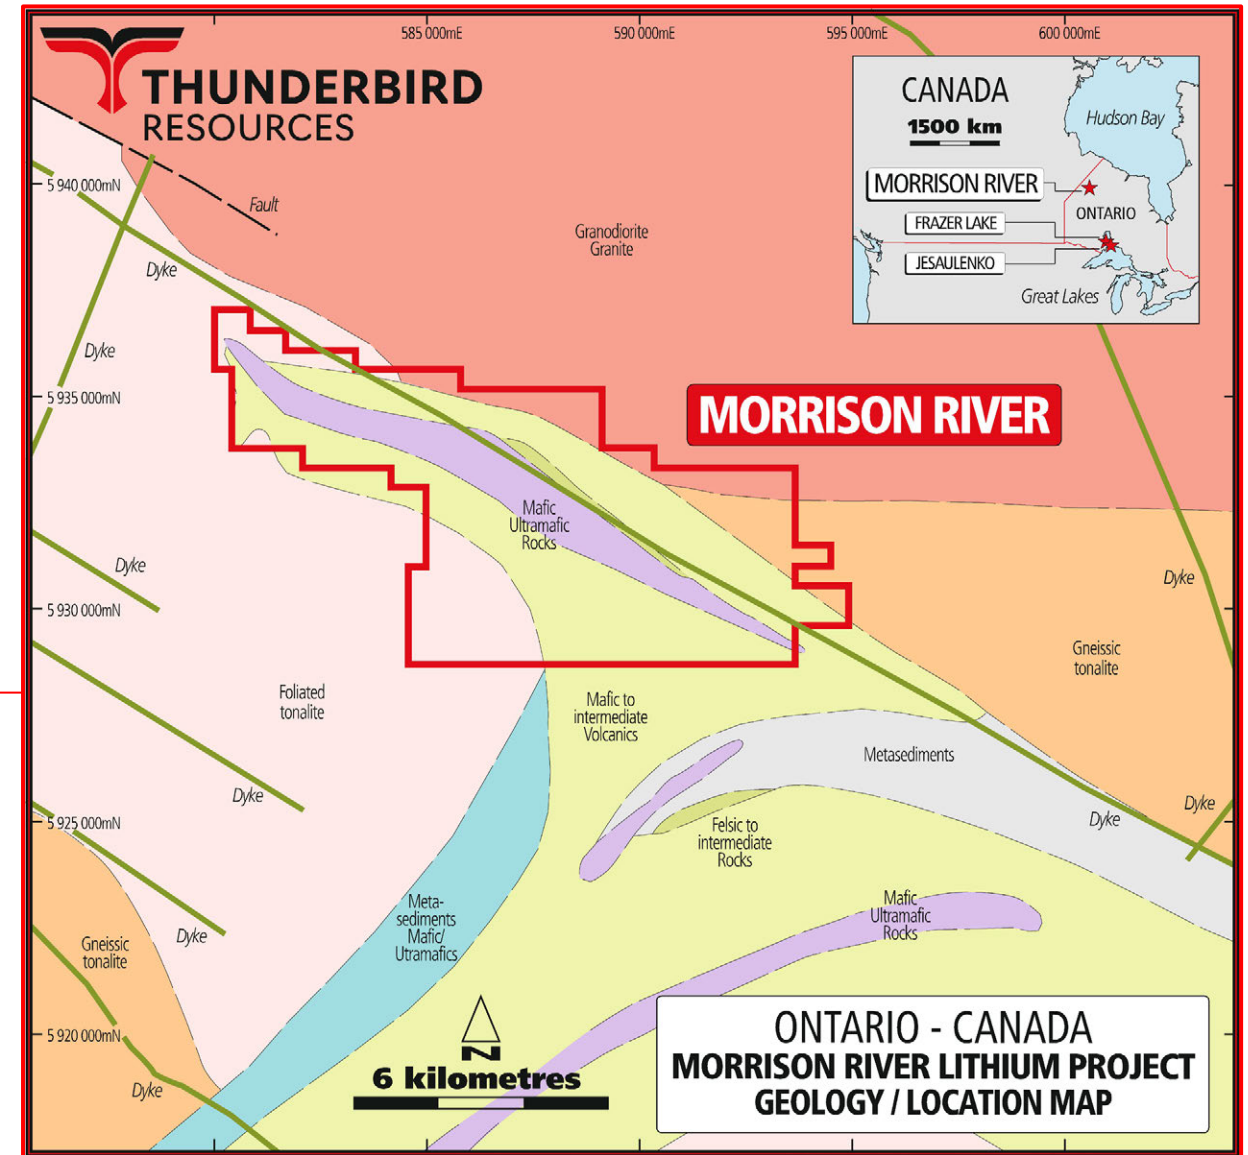 585 000mE
590 000mE
595 000mE
600 000mE
THUNDERBIRD
RESOURCES
CANADA
1500 km
Hudson Bay
MORRISON RIVER
ONTARIO
FRAZER LAKE
JESAULENKO
Great Lakes
5 940 000mN
Fault
Granodiorite
Granite
Dyke
Dyke
5 935 000mN
MORRISON RIVER
Mafic
Ultramafic
Rocks
Dyke
Dyke
5 930 000mN
Gneissic
tonalite
Foliated
tonalite
Mafic to
intermediate
Volcanics
Metasediments
Dyke
Dyke
Dyke
5 925 000mN
Felsic to
intermediate
Rocks
Meta-
sediments
Mafic/
Utramafics
Mafic
Ultramafic
Rocks
Dyke
Gneissic
tonalite
5 920 000mN
N
6 kilometres
Dyke
ONTARIO - CANADA
MORRISON RIVER LITHIUM PROJECT
GEOLOGY / LOCATION MAP